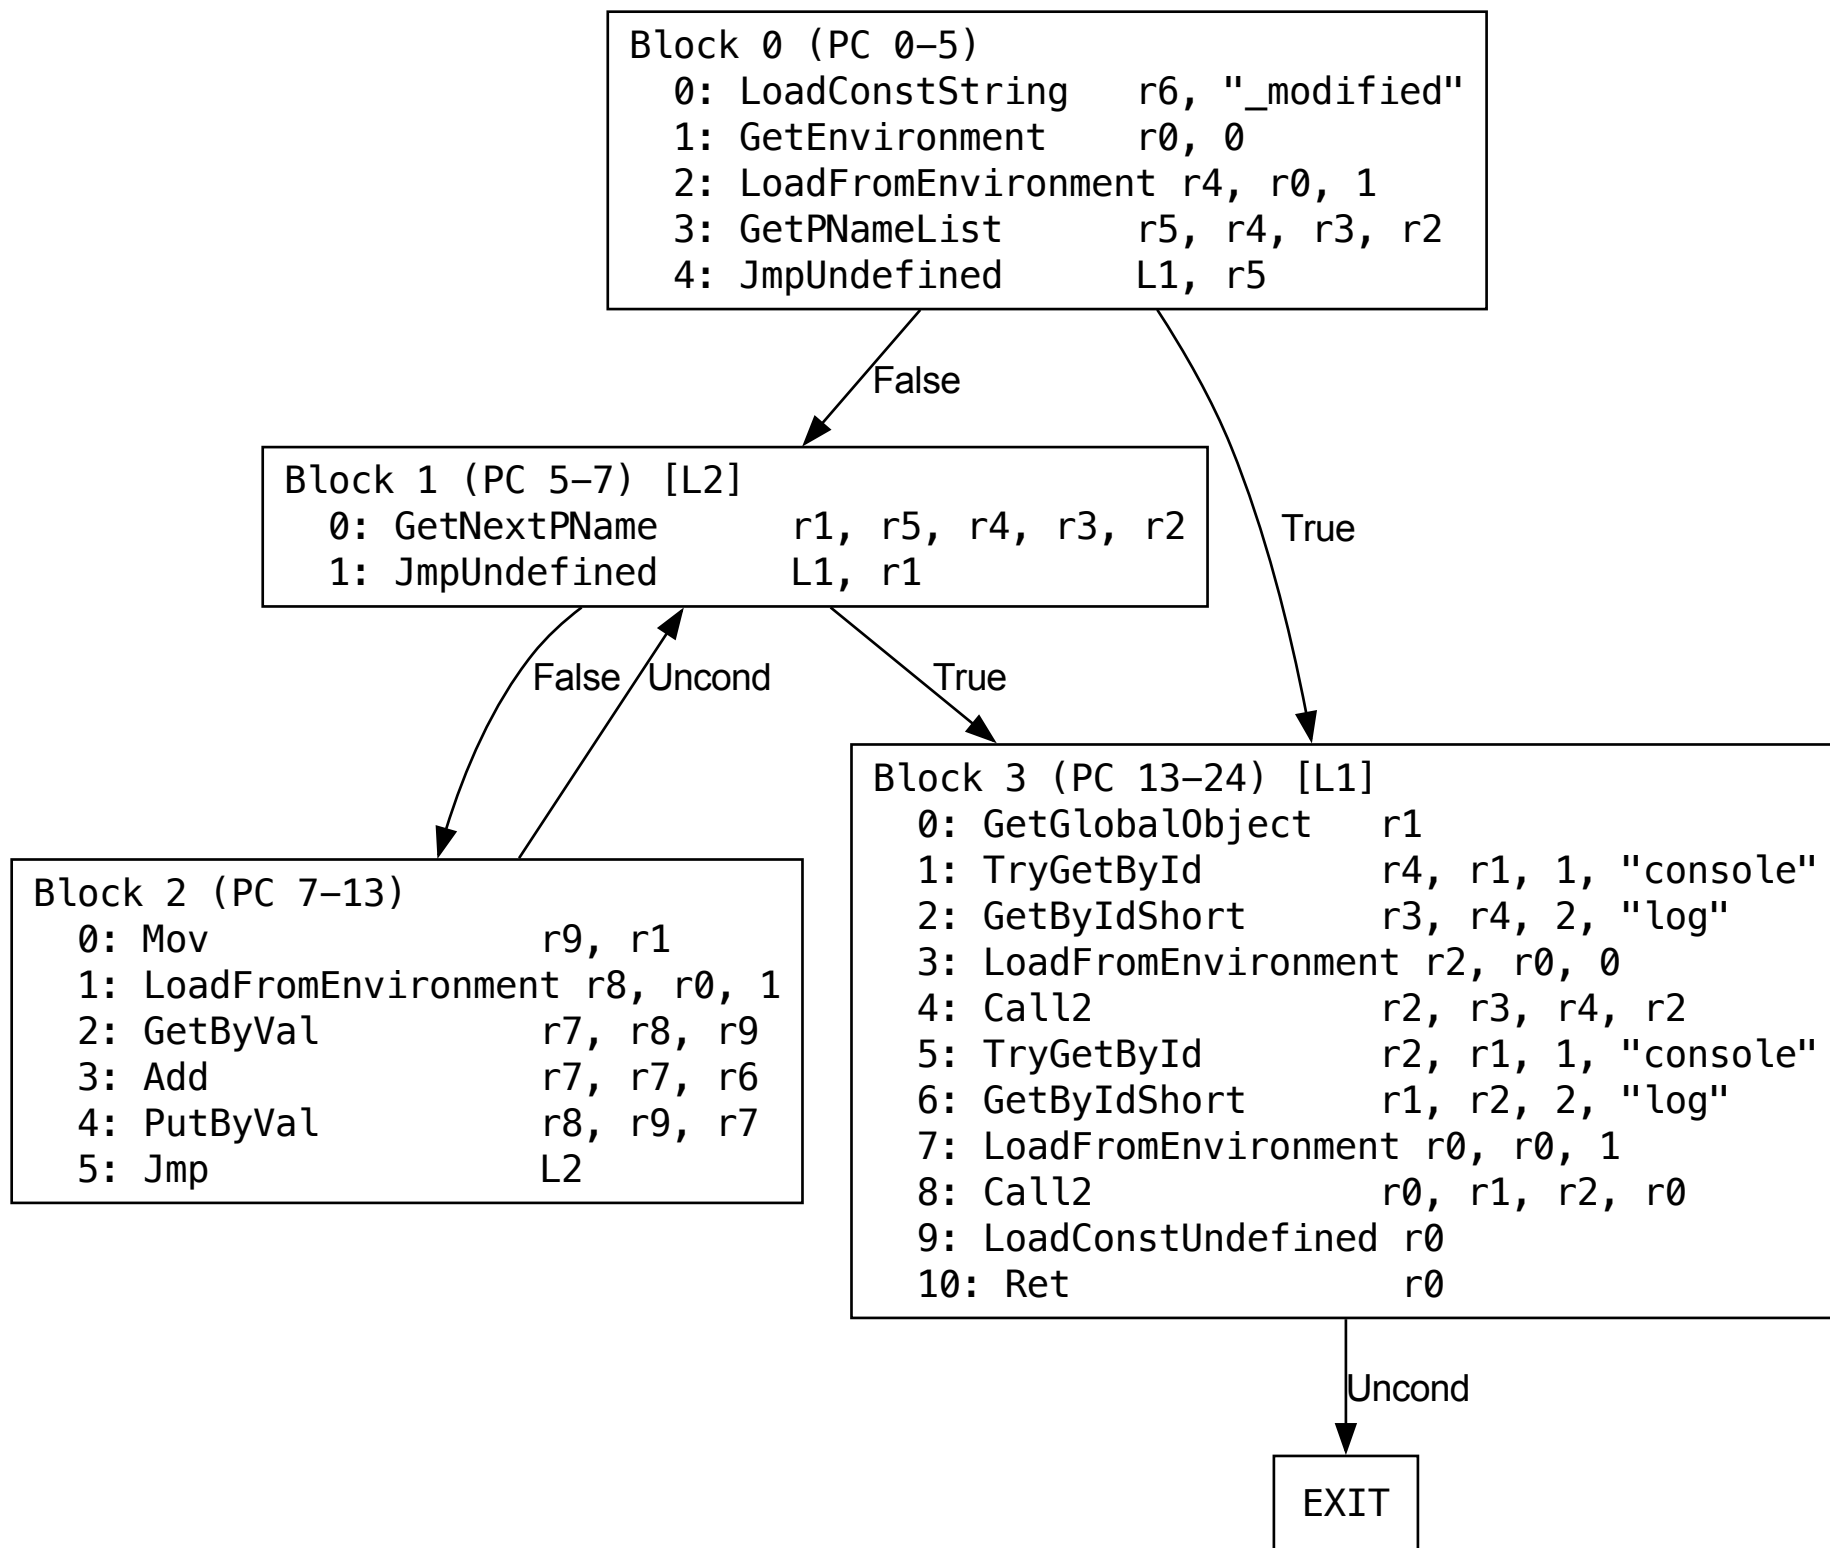 Block 0 (PC 0–5)
0: LoadConstString r6, "_modified"
1: GetEnvironment r0, 0
2: LoadFromEnvironment r4, r0, 1
3: GetPNameList r5, r4, r3, r2
4: JmpUndefined L1, r5
False
True
Block 1 (PC 5–7) [L2]
0: GetNextPName r1, r5, r4, r3, r2
1: JmpUndefined L1, r1
False
Uncond
True
Block 2 (PC 7–13)
0: Mov r9, r1
1: LoadFromEnvironment r8, r0, 1
2: GetByVal r7, r8, r9
3: Add r7, r7, r6
4: PutByVal r8, r9, r7
5: Jmp L2
Block 3 (PC 13–24) [L1]
0: GetGlobalObject r1
1: TryGetById r4, r1, 1, "console"
2: GetByIdShort r3, r4, 2, "log"
3: LoadFromEnvironment r2, r0, 0
4: Call2 r2, r3, r4, r2
5: TryGetById r2, r1, 1, "console"
6: GetByIdShort r1, r2, 2, "log"
7: LoadFromEnvironment r0, r0, 1
8: Call2 r0, r1, r2, r0
9: LoadConstUndefined r0
10: Ret r0
Uncond
EXIT